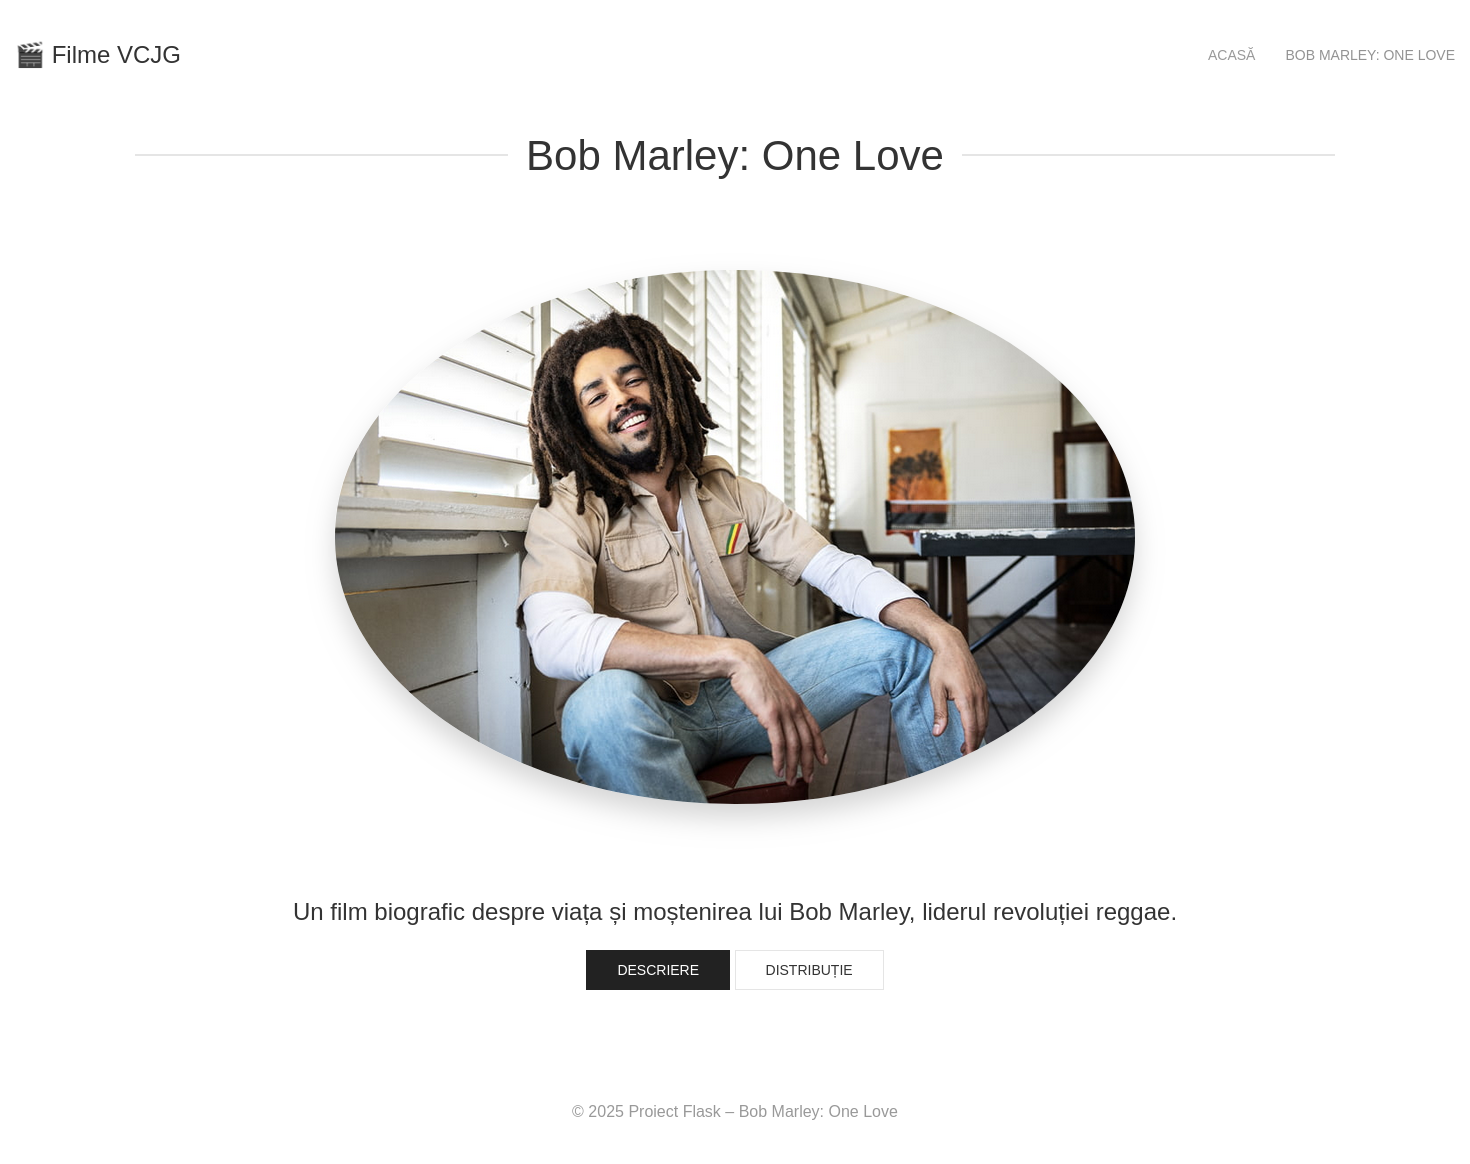 🎬 Filme VCJG
ACASĂ
BOB MARLEY: ONE LOVE
Bob Marley: One Love
Un film biografic despre viața și moștenirea lui Bob Marley, liderul revoluției reggae.
DESCRIERE
DISTRIBUȚIE
© 2025 Proiect Flask – Bob Marley: One Love